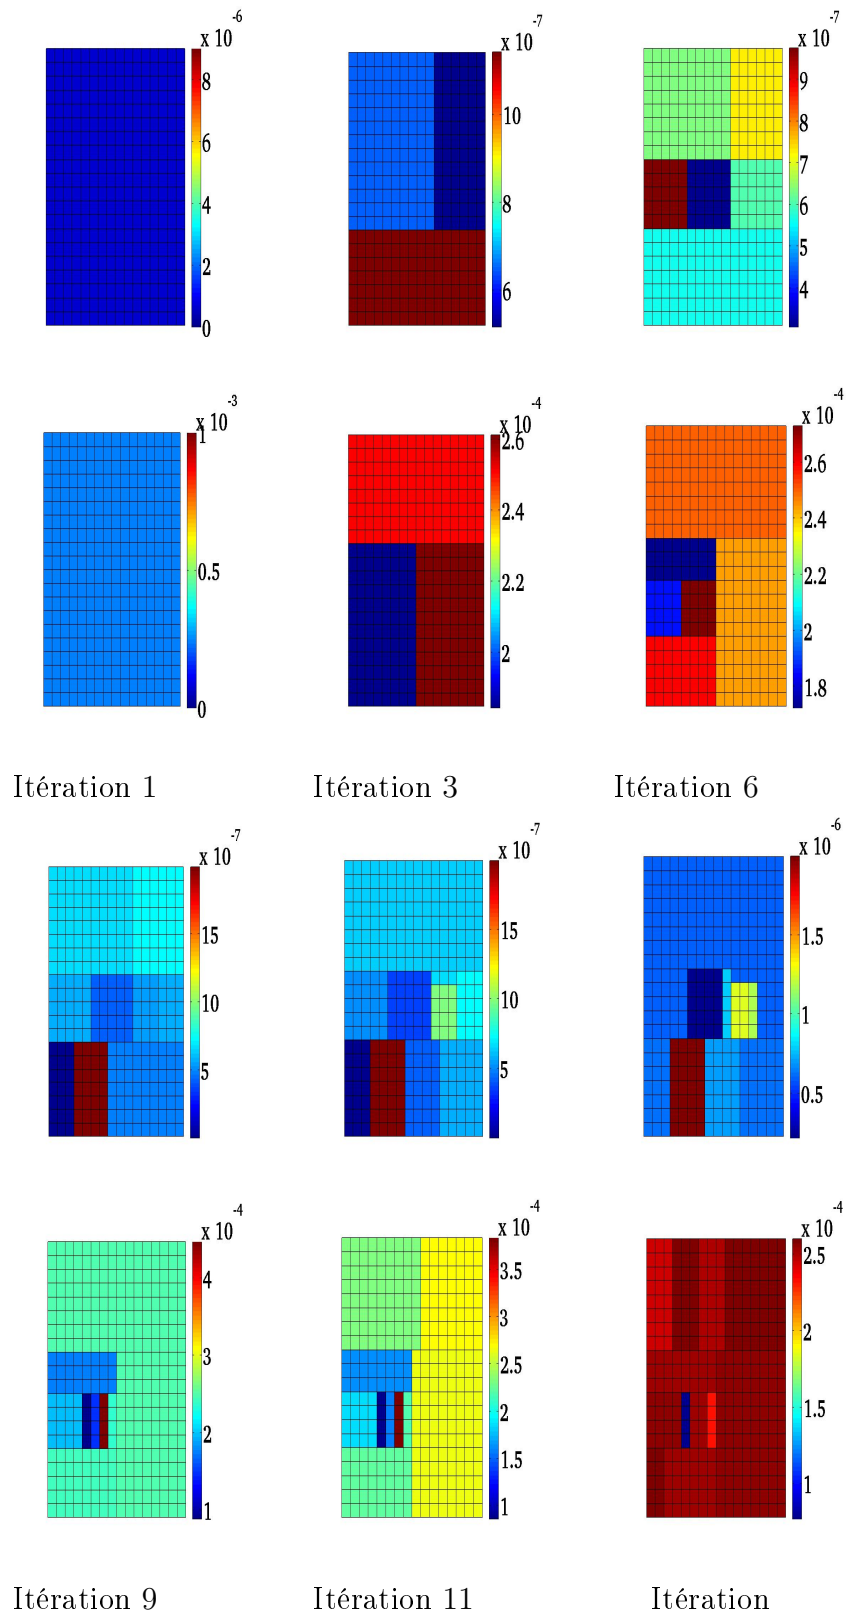 x 10 -6
8
6
4
2
0
x 10 -7
10
8
6
x 10 -7
9
8
7
6
5
4
x 10 -3
1
0.5
0
x 10 -4
2.6
2.4
2.2
2
x 10 -4
2.6
2.4
2.2
2
1.8
Itération 1
Itération 3
Itération 6
x 10 -7
15
10
5
x 10 -7
15
10
5
x 10 -6
1.5
1
0.5
x 10 -4
4
3
2
1
x 10 -4
3.5
3
2.5
2
1.5
1
x 10 -4
2.5
2
1.5
1
Itération 9
Itération 11
Itération